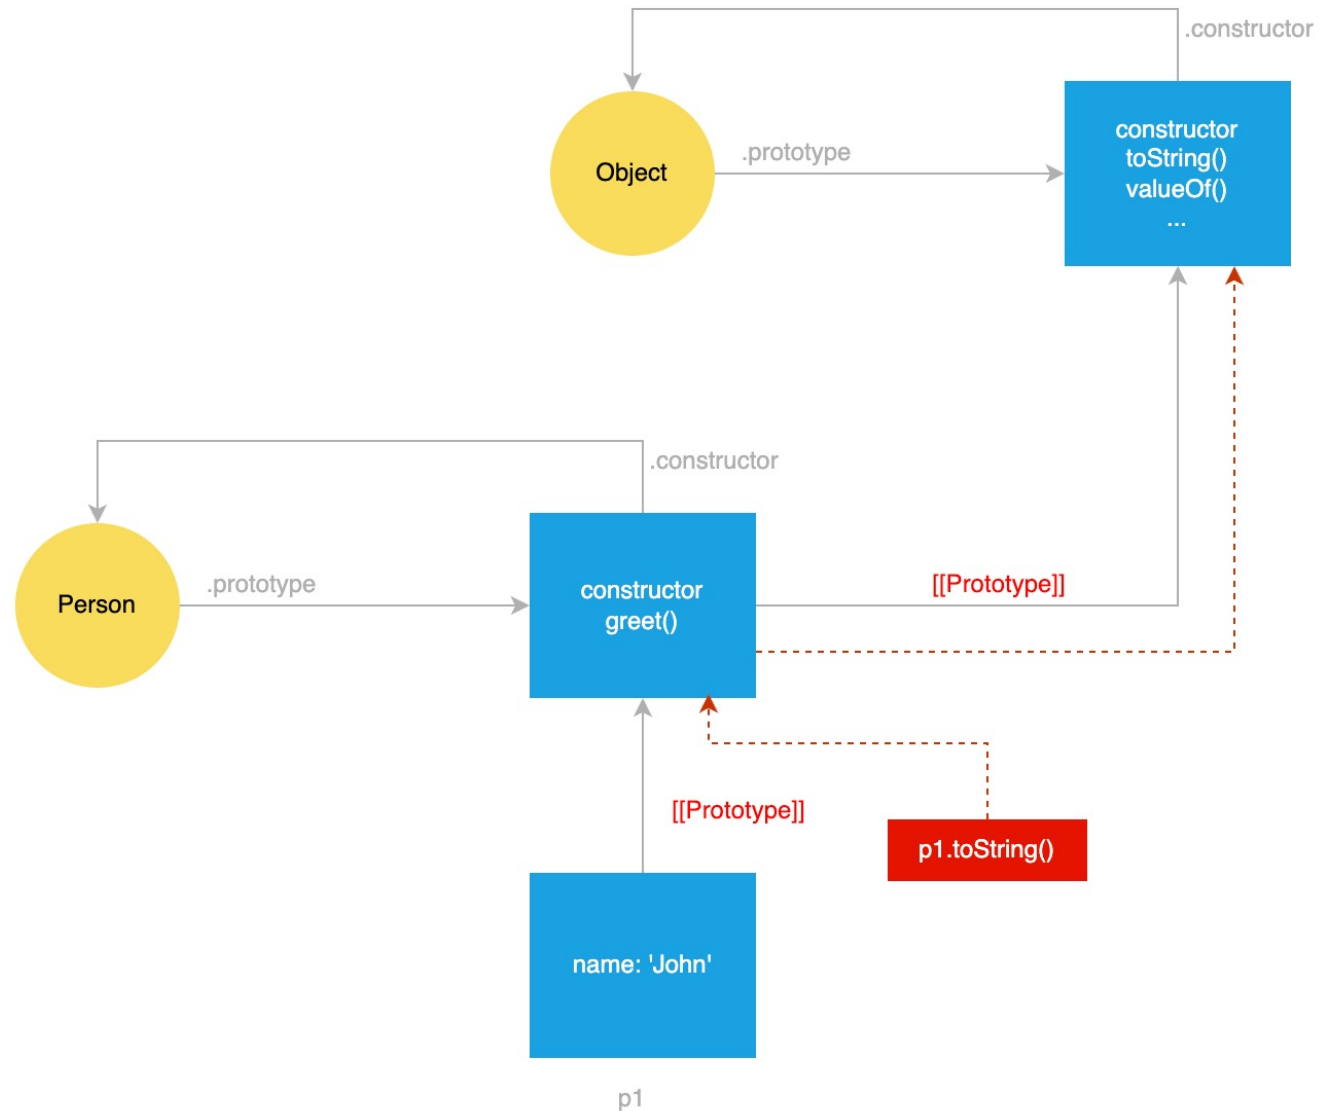 .constructor
Object
.prototype
constructor
toString()
valueOf()
...
.constructor
Person
.prototype
constructor
greet()
[[Prototype]]
[[Prototype]]
p1.toString()
name: 'John'
p1